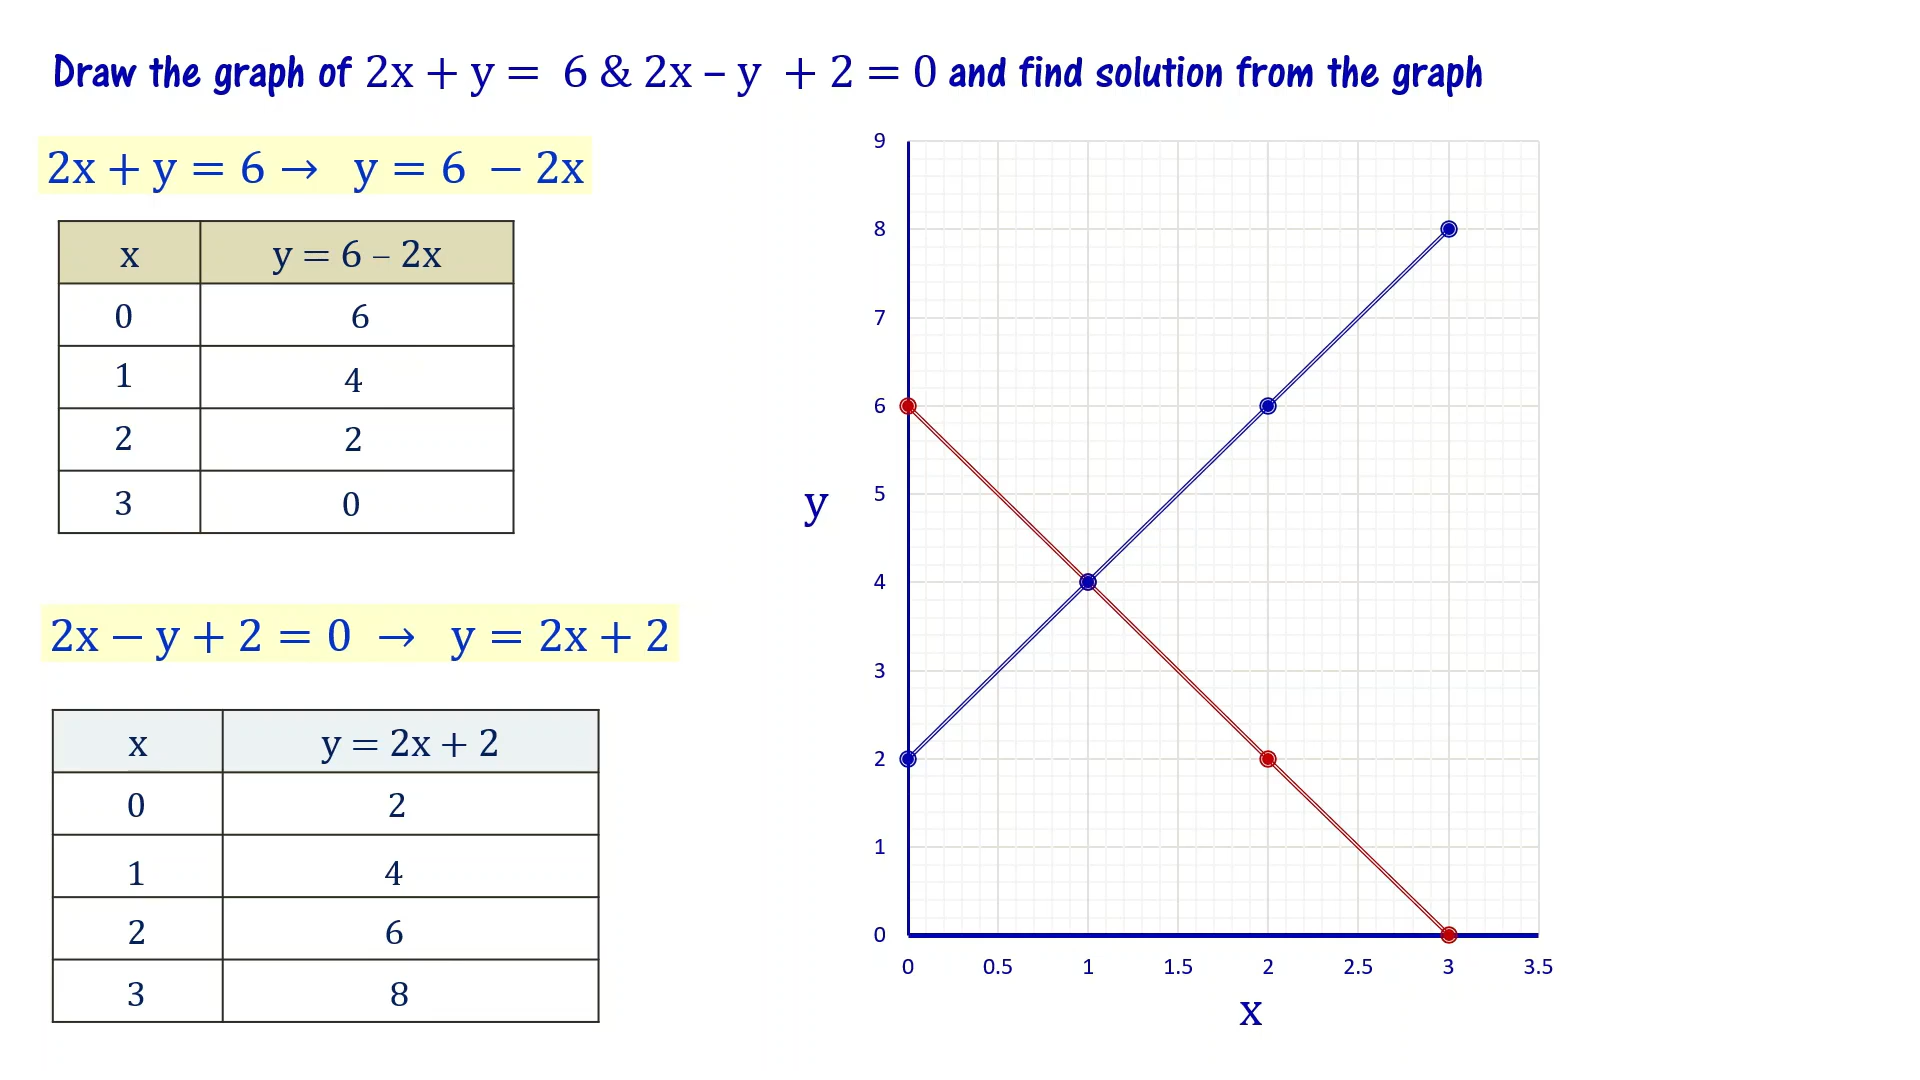 Draw the graph of 2x + y = 6 & 2x – y + 2 = 0 and find solution from the graph
2x + y = 6 → y = 6 − 2x
x y = 6 – 2x
0 6
1 4
2 2
3 0
2x − y + 2 = 0 → y = 2x + 2
x y = 2x + 2
0 2
1 4
2 6
3 8
9
8
7
6
5
4
3
2
1
0
y
0 0.5 1 1.5 2 2.5 3 3.5
x